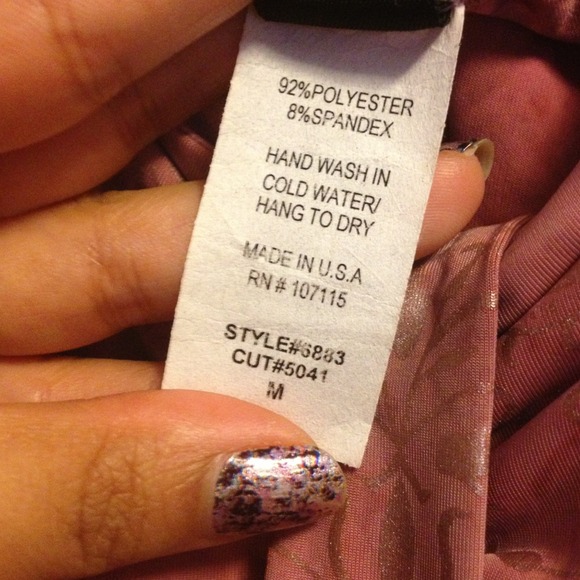 92%POLYESTER
8%SPANDEX
HAND WASH IN
COLD WATER/
HANG TO DRY
MADE IN U.S.A
RN # 107115
STYLE#6883
CUT#5041
M